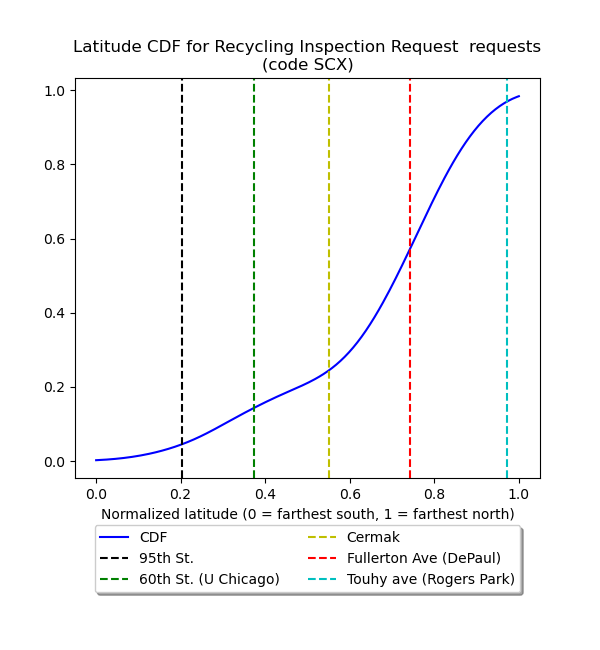 Latitude CDF for Recycling Inspection Request  requests
(code SCX)
1.0
0.8
0.6
0.4
0.2
0.0
0.0 0.2 0.4 0.6 0.8 1.0
Normalized latitude (0 = farthest south, 1 = farthest north)
CDF
95th St.
60th St. (U Chicago)
Cermak
Fullerton Ave (DePaul)
Touhy ave (Rogers Park)